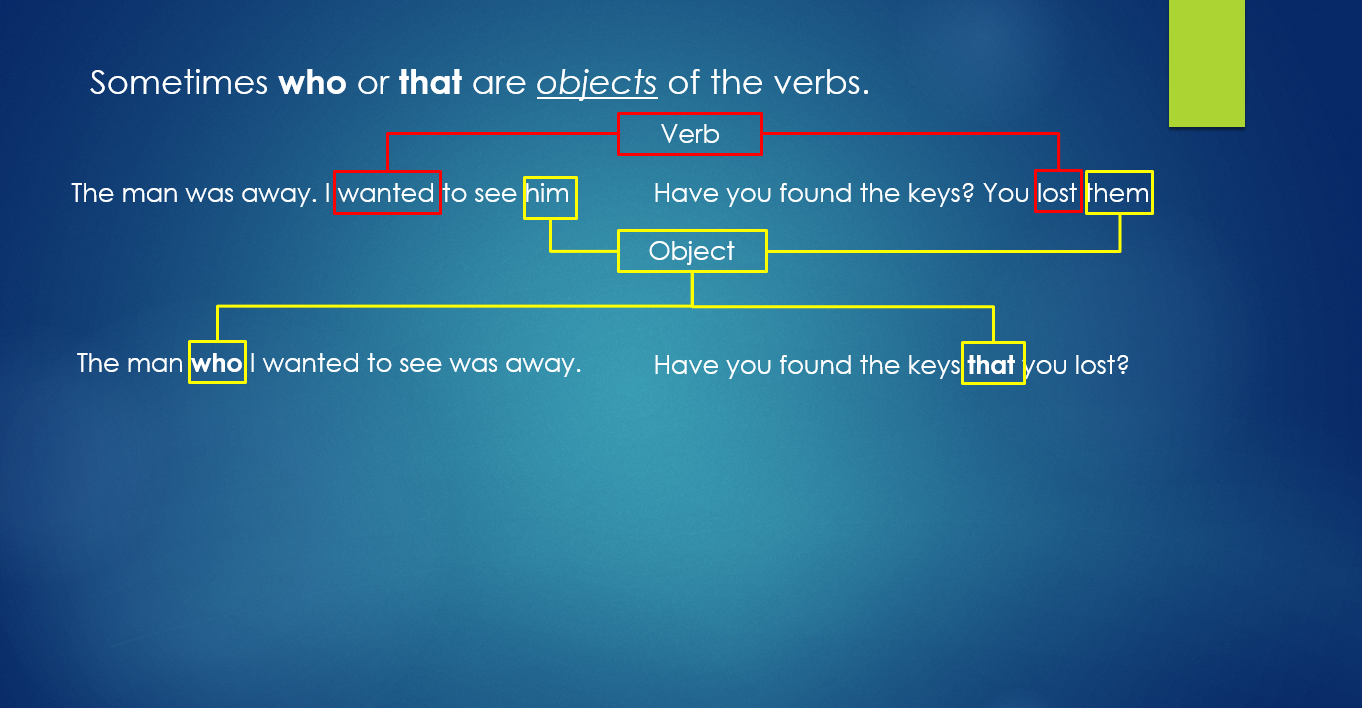 Sometimes who or that are objects of the verbs.
Verb
The man was away. I wanted to see him
Have you found the keys? You lost them
Object
The man who I wanted to see was away.
Have you found the keys that you lost?